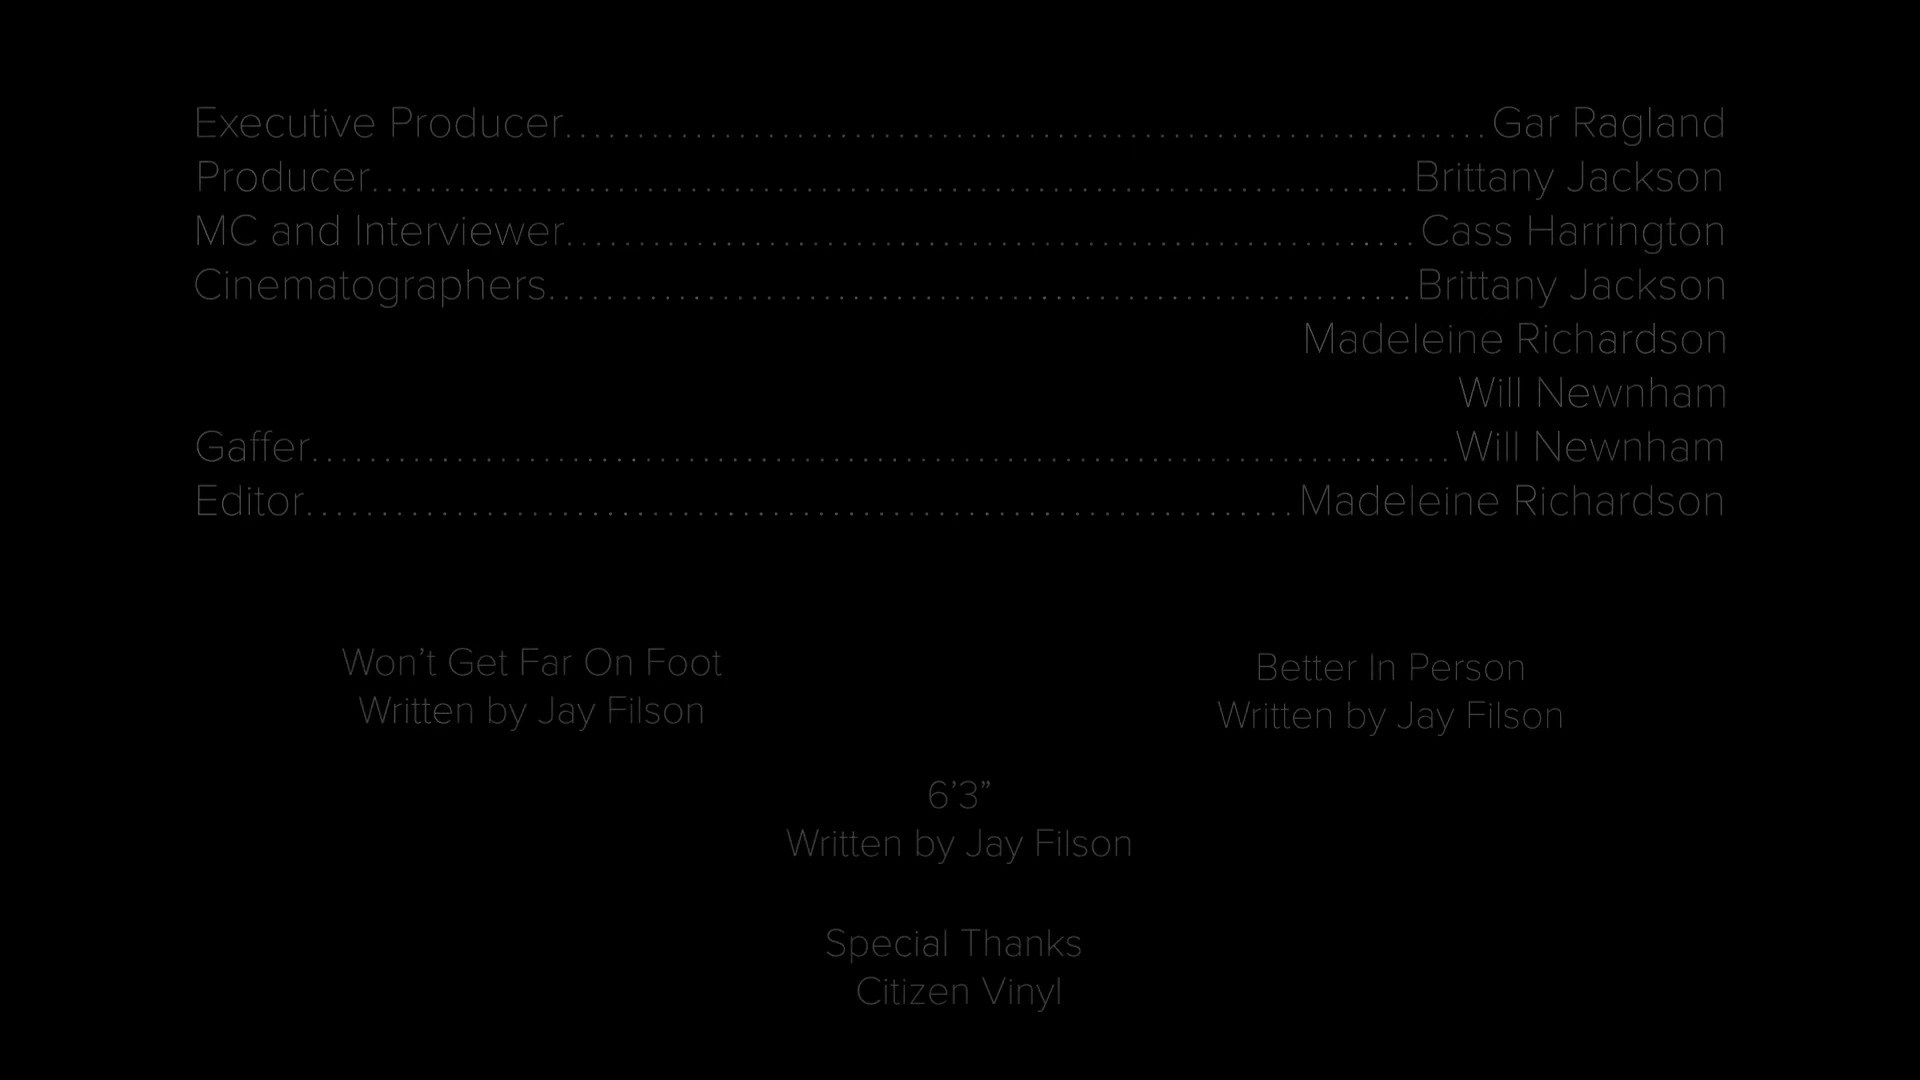 Executive Producer................................................................Gar Ragland
Producer........................................................................Brittany Jackson
MC and Interviewer...........................................................Cass Harrington
Cinematographers............................................................Brittany Jackson
Madeleine Richardson
Will Newnham
Gaffer...............................................................................Will Newnham
Editor....................................................................Madeleine Richardson
Won’t Get Far On Foot
Written by Jay Filson
Better In Person
Written by Jay Filson
6’3”
Written by Jay Filson
Special Thanks
Citizen Vinyl